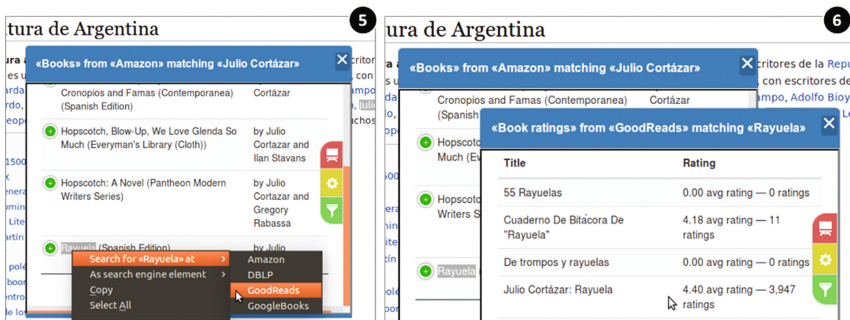 tura de Argentina
5
«Books» from «Amazon» matching «Julio Cortázar»
Cronopios and Famas (Contemporanea) Cortázar
(Spanish Edition)
Hopscotch, Blow-Up, We Love Glenda So by Julio
Much (Everyman's Library (Cloth)) Cortazar and
Ilan Stavans
Hopscotch: A Novel (Pantheon Modern by Julio
Writers Series) Cortazar and
Gregory
Rabassa
Rayuela (Spanish Edition) by Julio
Search for «Rayuela» at
As search engine element
Copy
Select All
Amazon
DBLP
GoodReads
GoogleBooks
1500
ura de Argentina
6
critores de la Repu
, con escritores de
ampo, Adolfo Bioy
«Books» from «Amazon» matching «Julio Cortázar»
Cronopios and Famas (Contemporanea) Cortázar
(Spanish
Hopscotc
Much (Ev
Hopscoto
Writers S
Rayuela
«Book ratings» from «GoodReads» matching «Rayuela»
Title Rating
55 Rayuelas 0.00 avg rating — 0 ratings
Cuaderno De Bitácora De 4.18 avg rating — 11
"Rayuela" ratings
De trompos y rayuelas 0.00 avg rating — 0 ratings
Julio Cortázar: Rayuela 4.40 avg rating — 3,947
ratings